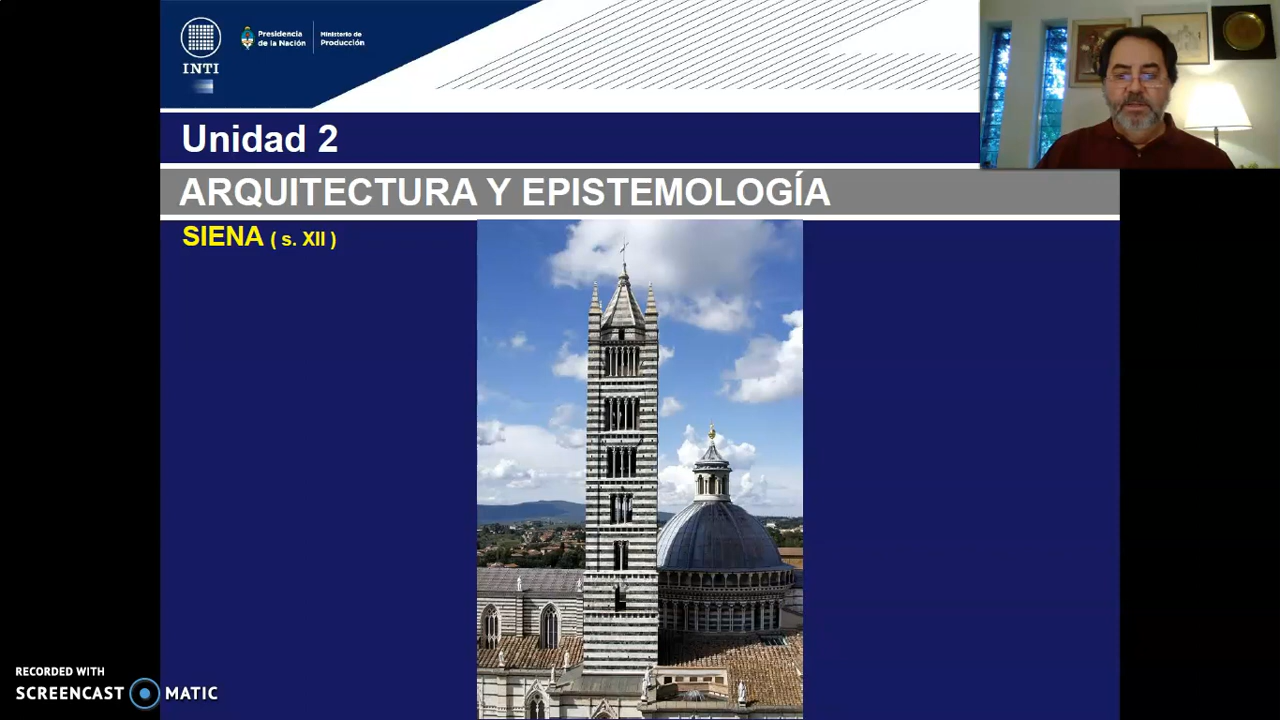 INTI
Presidencia
de la Nación
Ministerio de
Producción
Unidad 2
ARQUITECTURA Y EPISTEMOLOGÍA
SIENA ( s. XII )
RECORDED WITH
SCREENCAST MATIC